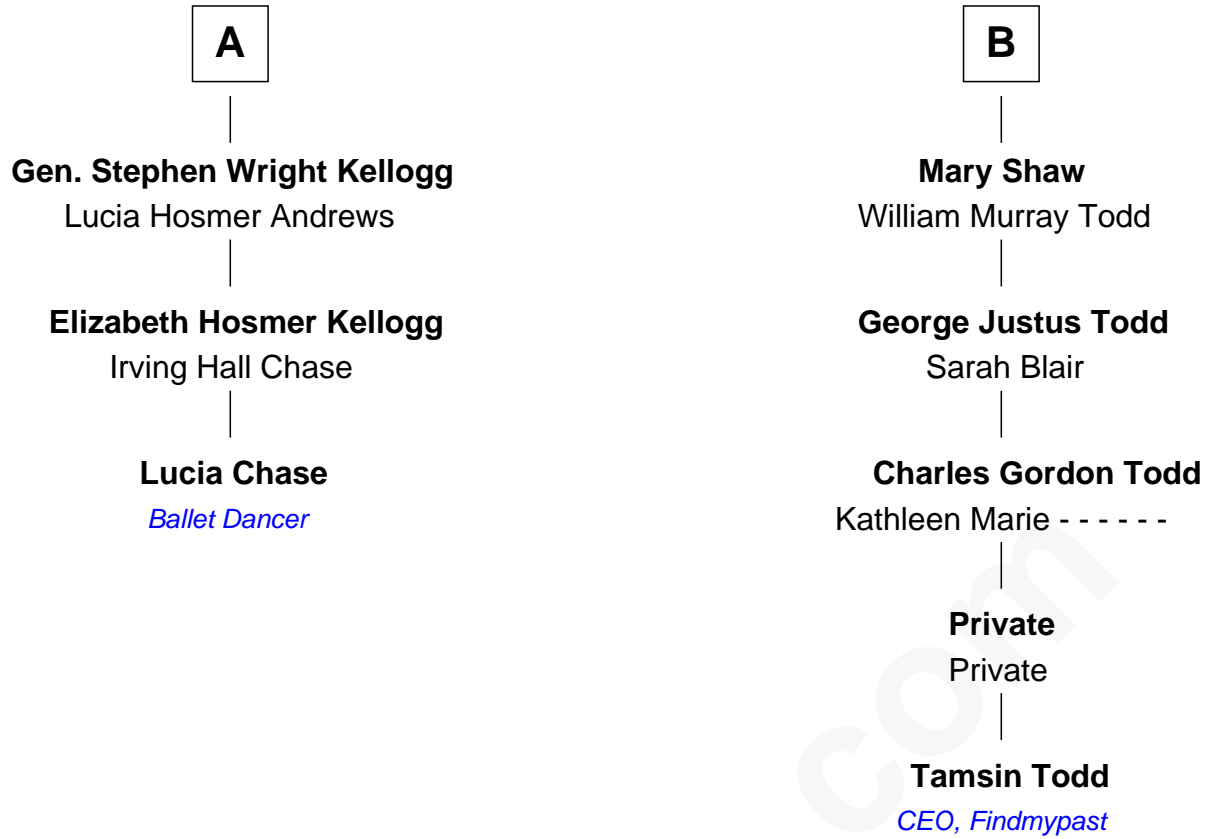 A
Gen. Stephen Wright Kellogg
Lucia Hosmer Andrews
Elizabeth Hosmer Kellogg
Irving Hall Chase
Lucia Chase
Ballet Dancer
B
Mary Shaw
William Murray Todd
George Justus Todd
Sarah Blair
Charles Gordon Todd
Kathleen Marie - - - - - -
Private
Private
Tamsin Todd
CEO, Findmypast
com